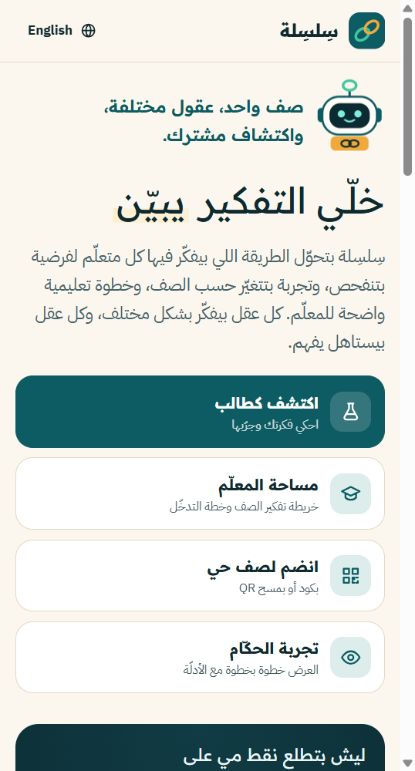 سِلسِلة
English
صف واحد، عقول مختلفة،
واكتشاف مشترك.
خلّي التفكير يبيّن
سِلسِلة بتحوّل الطريقة اللي بيفكّر فيها كل متعلّم لفرضية
بتنفحص، وتجربة بتتغيّر حسب الصف، وخطوة تعليمية
واضحة للمعلّم. كل عقل بيفكّر بشكل مختلف، وكل عقل
بيستاهل يفهم.
اكتشف كطالب
احكي فكرتك وجرّبها
مساحة المعلّم
خريطة تفكير الصف وخطة التدخّل
انضم لصف حي
بكود أو بمسح QR
تجربة الحكّام
العرض خطوة بخطوة مع الأدلّة
ليش بتطلع نقط مي على